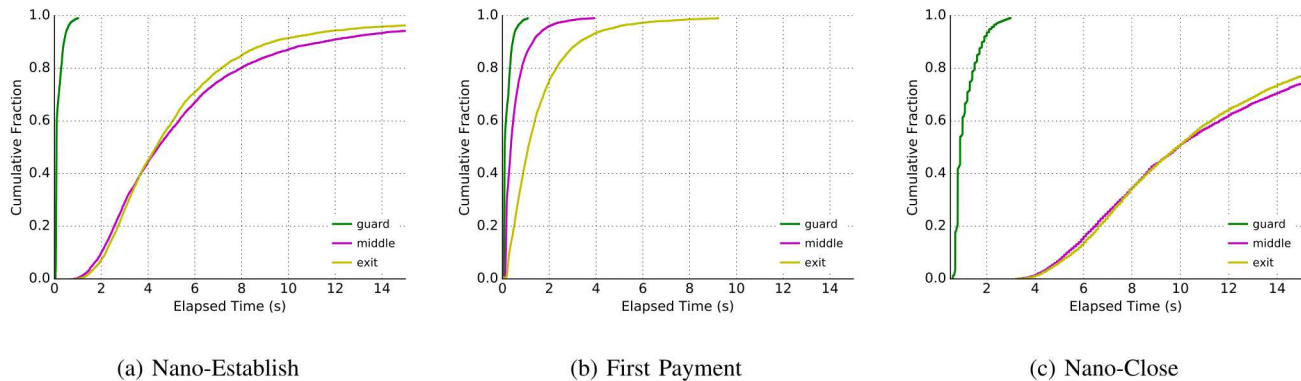 1.0
0.8
0.6
0.4
0.2
0.0
Cumulative Fraction
0 2 4 6 8 10 12 14
Elapsed Time (s)
guard
middle
exit
(a) Nano-Establish
1.0
0.8
0.6
0.4
0.2
0.0
Cumulative Fraction
0 2 4 6 8 10 12 14
Elapsed Time (s)
guard
middle
exit
(b) First Payment
1.0
0.8
0.6
0.4
0.2
0.0
Cumulative Fraction
2 4 6 8 10 12 14
Elapsed Time (s)
guard
middle
exit
(c) Nano-Close